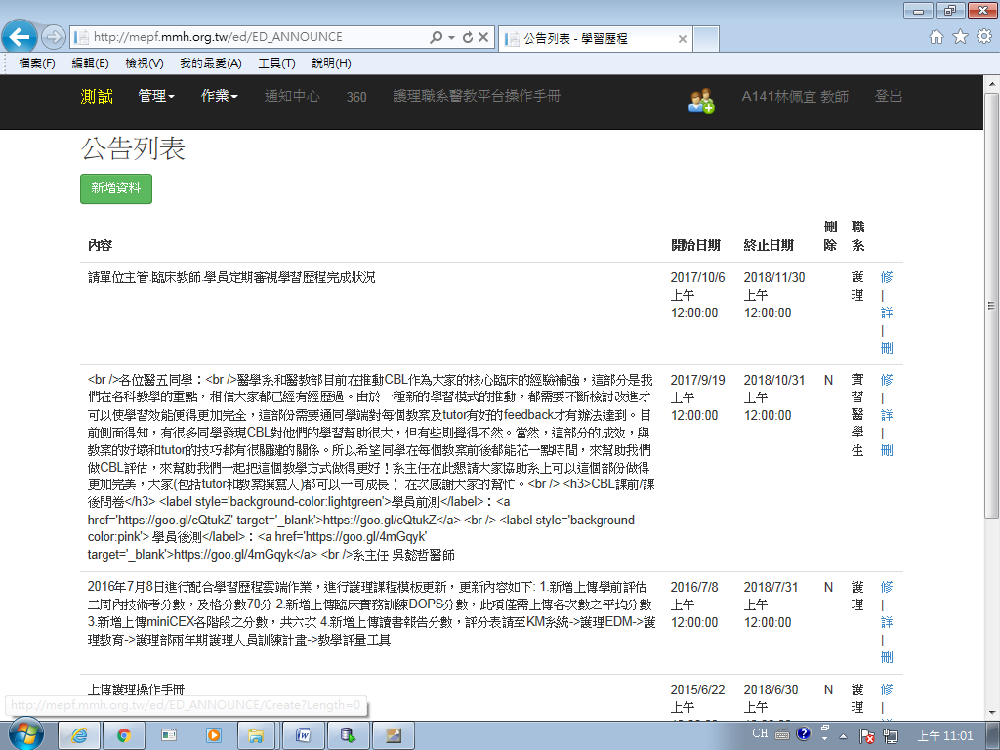 http://mepf.mmh.org.tw/ed/ED_ANNOUNCE
公告列表 - 學習歷程
檔案(F) 編輯(E) 檢視(V) 我的最愛(A) 工具(T) 說明(H)
測試 管理 作業 通知中心 360 護理職系醫教平台操作手冊 A141林佩宜 教師 登出
公告列表
新增資料
內容 開始日期 終止日期 刪除 職系
請單位主管.臨床教師.學員定期審視學習歷程完成狀況
2017/10/6 上午 12:00:00
2018/11/30 上午 12:00:00
護理
修 | 詳 | 刪
<br />各位醫五同學：<br />醫學系和醫教部目前在推動CBL作為大家的核心臨床的經驗補強，這部分是我
們在各科教學的重點，相信大家都已經有經歷過。由於一種新的學習模式的推動，都需要不斷檢討改進才
可以使學習效能便得更加完全，這部份需要通同學端對每個教案及tutor有好的feedback才有辦法達到。目
前側面得知，有很多同學發現CBL對他們的學習幫助很大，但有些則覺得不然。當然，這部分的成效，與
教案的好壞和tutor的技巧都有很關鍵的關係。所以希望同學在每個教案前後都能花一點時間，來幫助我們
做CBL評估，來幫助我們一起把這個教學方式做得更好！系主任在此懇請大家協助系上可以這個部份做得
更加完美，大家(包括tutor和教案撰寫人)都可以一同成長！ 在次感謝大家的幫忙。<br /> <h3>CBL課前/課
後問卷</h3> <label style='background-color:lightgreen'>學員前測</label>：<a
href='https://goo.gl/cQtukZ' target='_blank'>https://goo.gl/cQtukZ</a> <br /> <label style='background-
color:pink'> 學員後測</label>：<a href='https://goo.gl/4mGqyk'
target='_blank'>https://goo.gl/4mGqyk</a> <br />系主任 吳懿哲醫師
2017/9/19 上午 12:00:00
2018/10/31 上午 12:00:00
N
實習醫學生
修 | 詳 | 刪
2016年7月8日進行配合學習歷程雲端作業，進行護理課程模板更新，更新內容如下: 1.新增上傳學前評估
二周內技術考分數，及格分數70分 2.新增上傳臨床實務訓練DOPS分數，此項僅需上傳各次數之平均分數
3.新增上傳miniCEX各階段之分數，共六次 4.新增上傳讀書報告分數，評分表請至KM系統->護理EDM->護
理教育->護理部兩年期護理人員訓練計畫->教學評量工具
2016/7/8 上午 12:00:00
2018/7/31 上午 12:00:00
N
護理
修 | 詳 | 刪
上傳護理操作手冊
2015/6/22 上午
2018/6/30 上午
N
護理
修 |
http://mepf.mmh.org.tw/ed/ED_ANNOUNCE/Create?Length=0
CH 上午 11:01